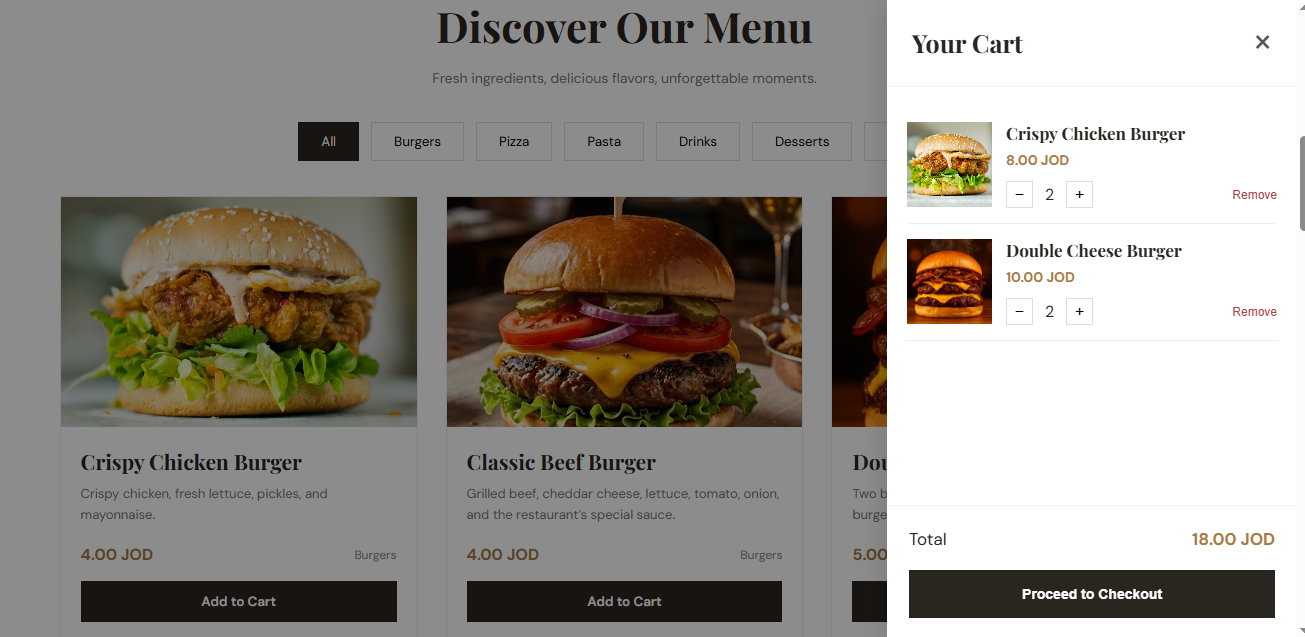 Discover Our Menu
Fresh ingredients, delicious flavors, unforgettable moments.
All
Burgers
Pizza
Pasta
Drinks
Desserts
Crispy Chicken Burger
Crispy chicken, fresh lettuce, pickles, and
mayonnaise.
4.00 JOD
Burgers
Add to Cart
Classic Beef Burger
Grilled beef, cheddar cheese, lettuce, tomato, onion,
and the restaurant's special sauce.
4.00 JOD
Burgers
Add to Cart
Two b
burge
5.00
Your Cart
×
Crispy Chicken Burger
8.00 JOD
− 2 +
Remove
Double Cheese Burger
10.00 JOD
− 2 +
Remove
Total
18.00 JOD
Proceed to Checkout